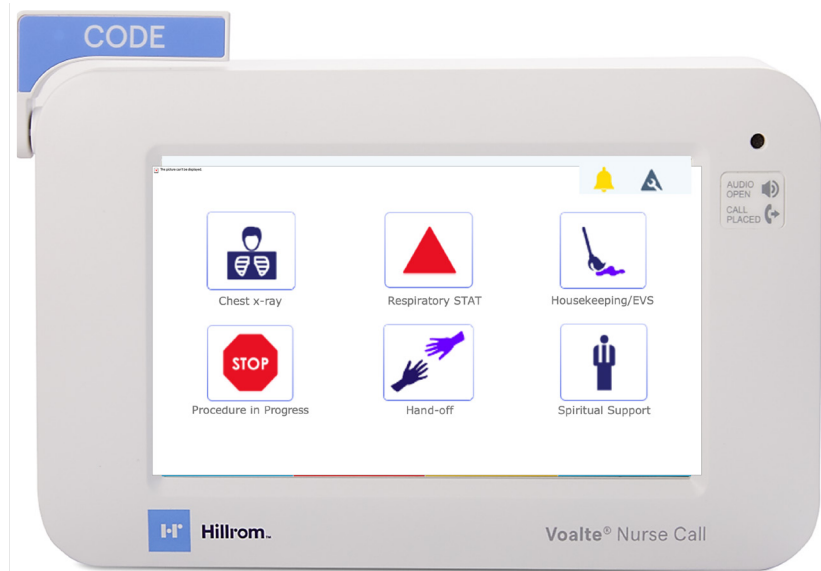 CODE
The picture can't be displayed.
AUDIO
OPEN
CALL
PLACED
Chest x-ray
Respiratory STAT
Housekeeping/EVS
STOP
Procedure in Progress
Hand-off
Spiritual Support
H·r
Hillrom™
Voalte® Nurse Call